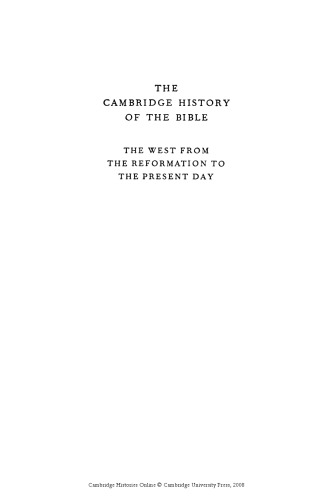 THE
CAMBRIDGE HISTORY
OF THE BIBLE
THE WEST FROM
THE REFORMATION TO
THE PRESENT DAY
Cambridge Histories Online © Cambridge University Press, 2008